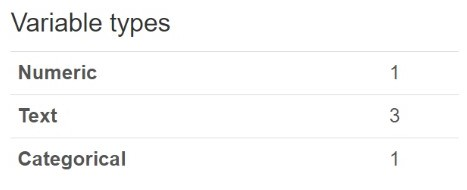 Variable types
Numeric 1
Text 3
Categorical 1